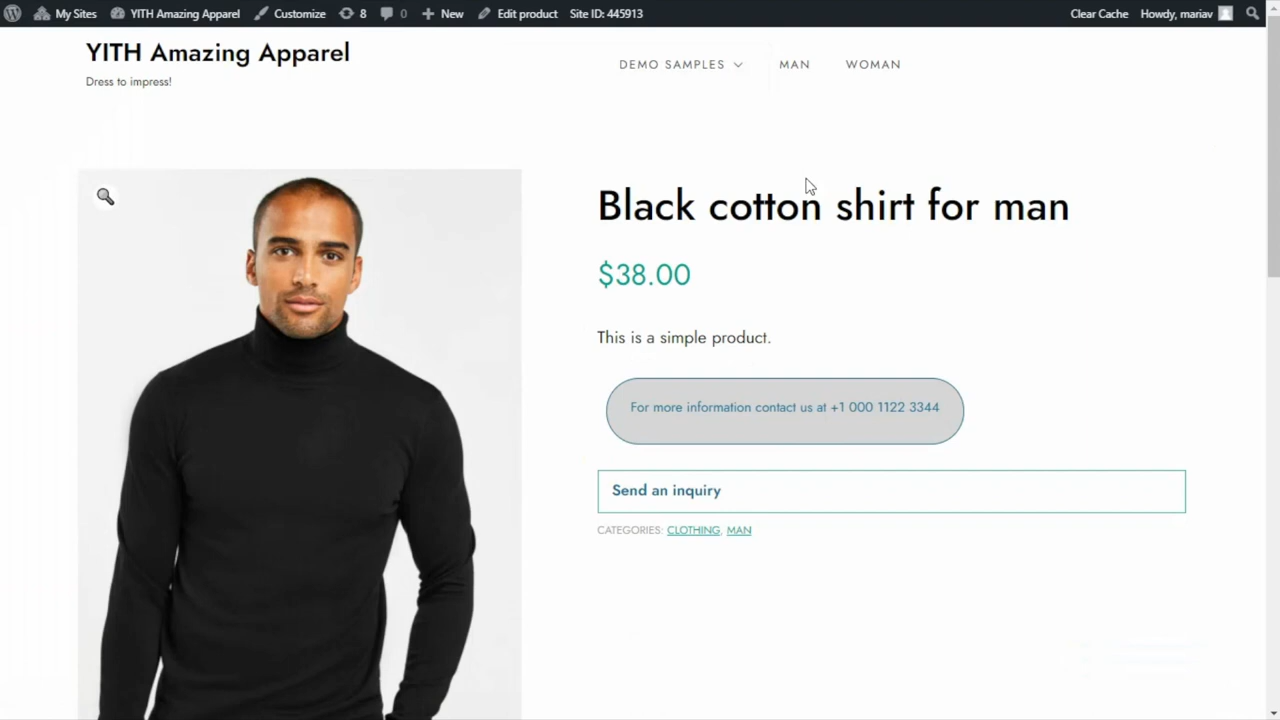 My Sites YITH Amazing Apparel Customize 8 0 New Edit product Site ID: 445913 Clear Cache Howdy, mariav
YITH Amazing Apparel
Dress to impress!
DEMO SAMPLES MAN WOMAN
Black cotton shirt for man
$38.00
This is a simple product.
For more information contact us at +1 000 1122 3344
Send an inquiry
CATEGORIES: CLOTHING, MAN